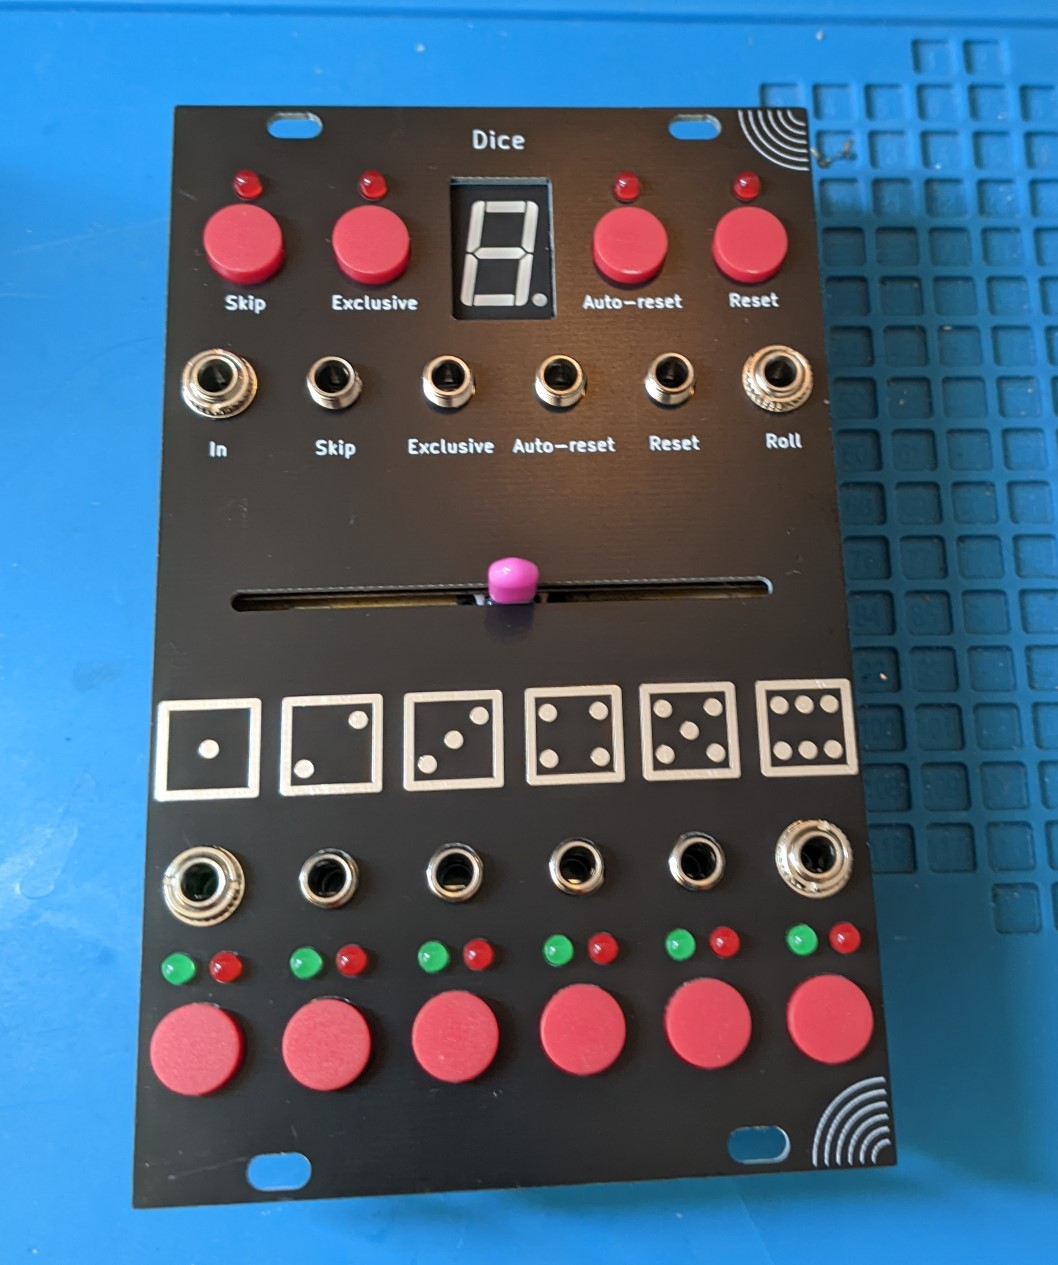 Dice
Skip
Exclusive
Auto-reset
Reset
In
Skip
Exclusive
Auto-reset
Reset
Roll